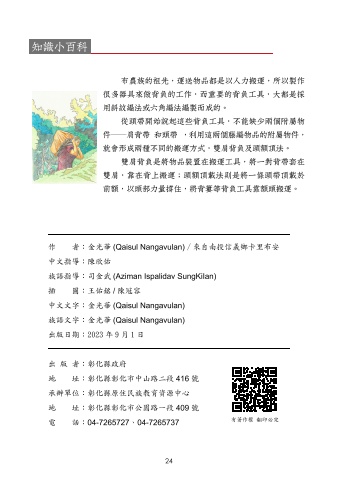 知識小百科
布農族的祖先，運送物品都是以人力搬運，所以製作
很多器具來做背負的工作，而重要的背負工具，大都是採
用斜紋編法或六角編法編製而成的。
從頭帶開始說起這些背負工具，不能缺少兩個附屬物
件——肩背帶 和頭帶 ，利用這兩個藤編物品的附屬物件，
就會形成兩種不同的搬運方式，雙肩背負及頭額頂法。
雙肩背負是將物品裝置在搬運工具，將一對背帶套在
雙肩，靠在背上搬運；頭額頂戴法則是將一條頭帶頂戴於
前額，以頭部力量撐住，將背簍等背負工具靠額頭搬運。
作 者：金光華 (Qaisul Nangavulan) / 來自南投信義鄉卡里布安
中文指導：陳欣佑
族語指導：司金武 (Aziman Ispalidav SungKilan)
插 圖：王佑銘 / 陳冠容
中文文字：金光華 (Qaisul Nangavulan)
族語文字：金光華 (Qaisul Nangavulan)
出版日期：2023 年 9 月 1 日
出 版 者：彰化縣政府
地 址：彰化縣彰化市中山路二段 416 號
承辦單位：彰化縣原住民族教育資源中心
地 址：彰化縣彰化市公園路一段 409 號
電 話：04-7265727、04-7265737
有著作權 翻印必究
24